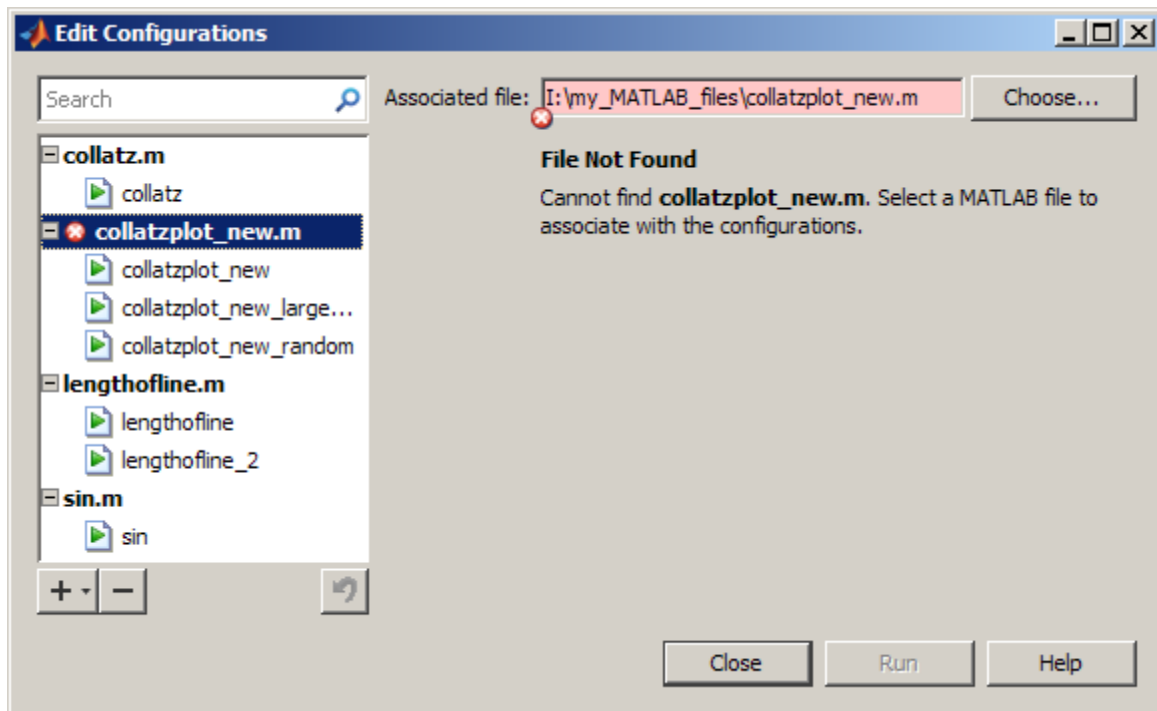 Edit Configurations
Search
Associated file: I:\my_MATLAB_files\collatzplot_new.m Choose...
collatz.m
collatz
collatzplot_new.m
collatzplot_new
collatzplot_new_large...
collatzplot_new_random
lengthofline.m
lengthofline
lengthofline_2
sin.m
sin
File Not Found
Cannot find collatzplot_new.m. Select a MATLAB file to
associate with the configurations.
Close Run Help